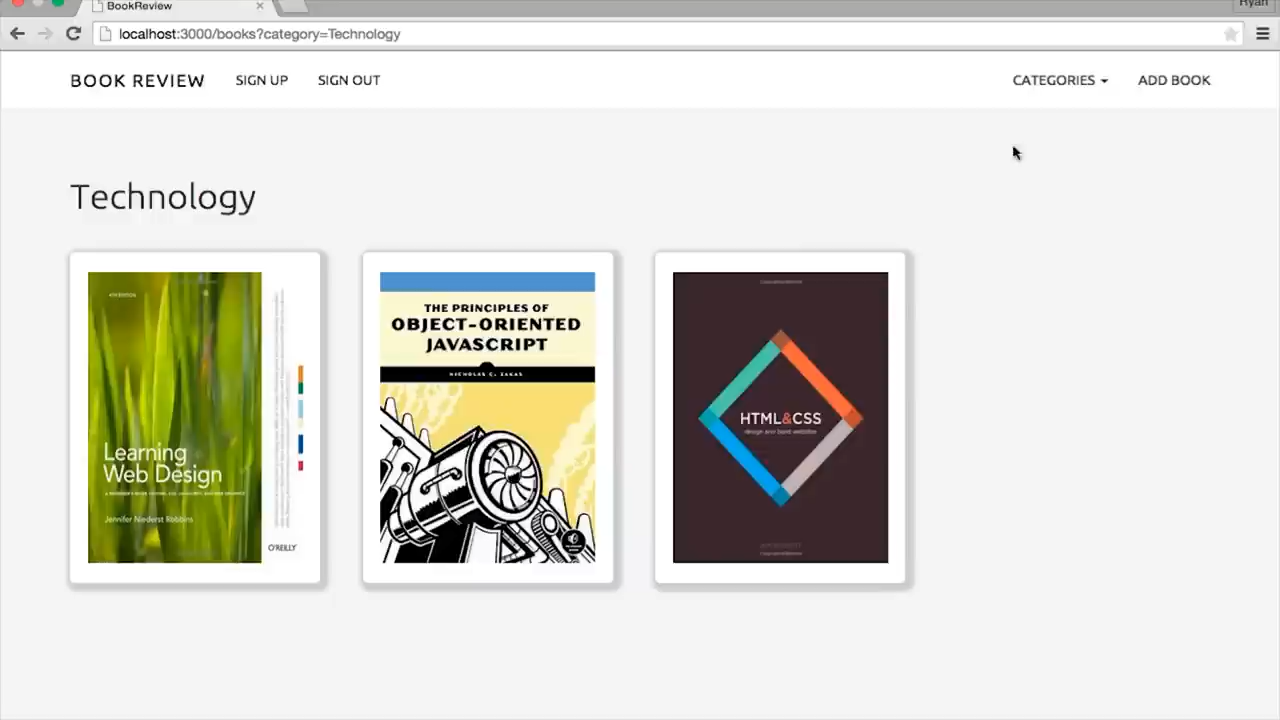 BookReview
Ryan
localhost:3000/books?category=Technology
BOOK REVIEW SIGN UP SIGN OUT CATEGORIES ADD BOOK
Technology
4TH EDITION
Learning
Web Design
Jennifer Niederst Robbins
O'REILLY
THE PRINCIPLES OF
OBJECT-ORIENTED
JAVASCRIPT
NICHOLAS C. ZAKAS
HTML&CSS
design and build websites